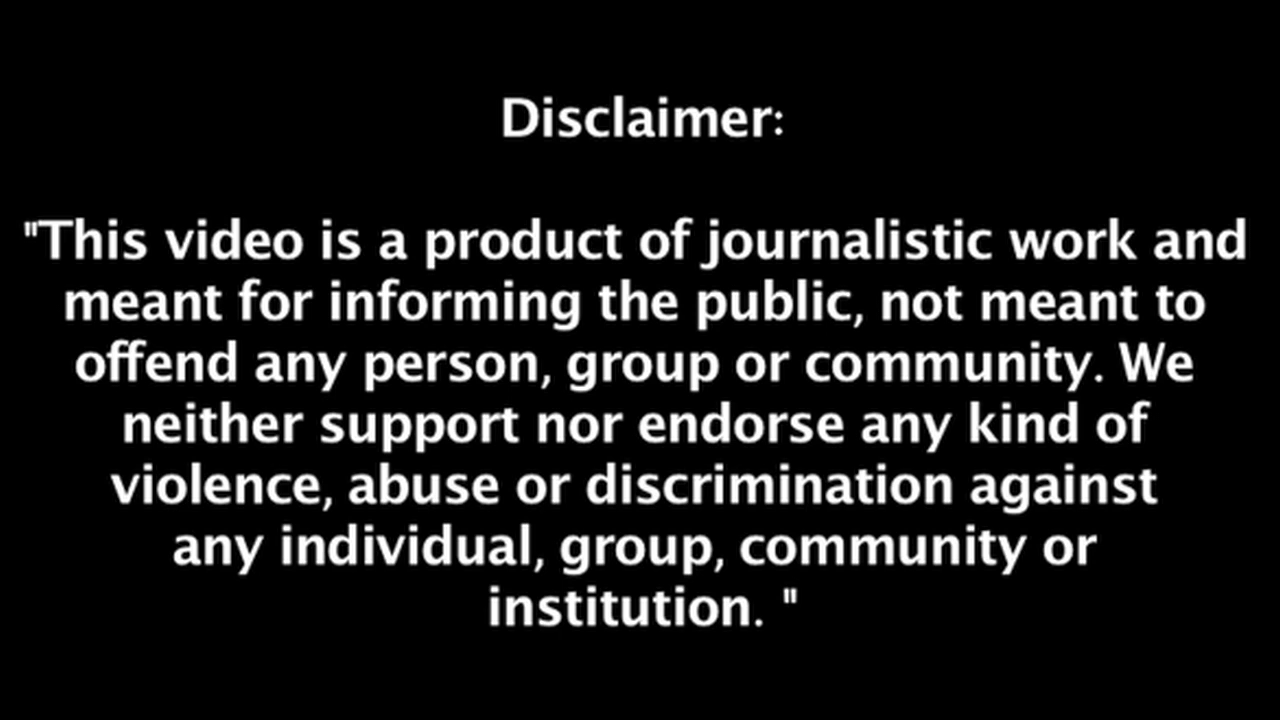 Disclaimer:
"This video is a product of journalistic work and
meant for informing the public, not meant to
offend any person, group or community. We
neither support nor endorse any kind of
violence, abuse or discrimination against
any individual, group, community or
institution. "